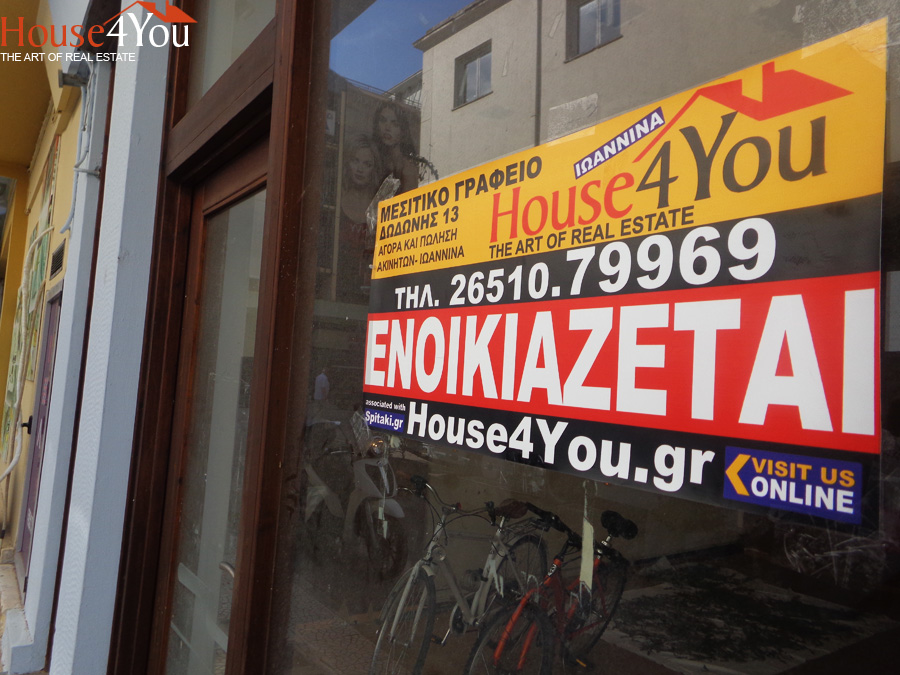 House4You
THE ART OF REAL ESTATE
ΙΩΑΝΝΙΝΑ
ΜΕΣΙΤΙΚΟ ΓΡΑΦΕΙΟ
ΔΩΔΩΝΗΣ 13
ΑΓΟΡΑ ΚΑΙ ΠΩΛΗΣΗ
ΑΚΙΝΗΤΩΝ- ΙΩΑΝΝΙΝΑ
House4You
THE ART OF REAL ESTATE
ΤΗΛ. 26510.79969
ΕΝΟΙΚΙΑΖΕΤΑΙ
associated with
Spitaki.gr
House4You.gr
VISIT US
ONLINE